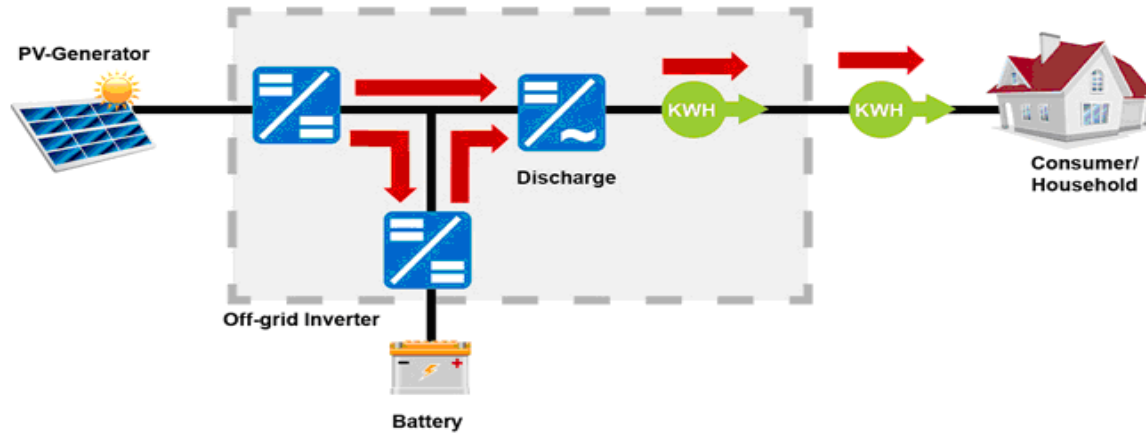 PV-Generator
KWH
KWH
Discharge
Consumer/
Household
Off-grid Inverter
Battery